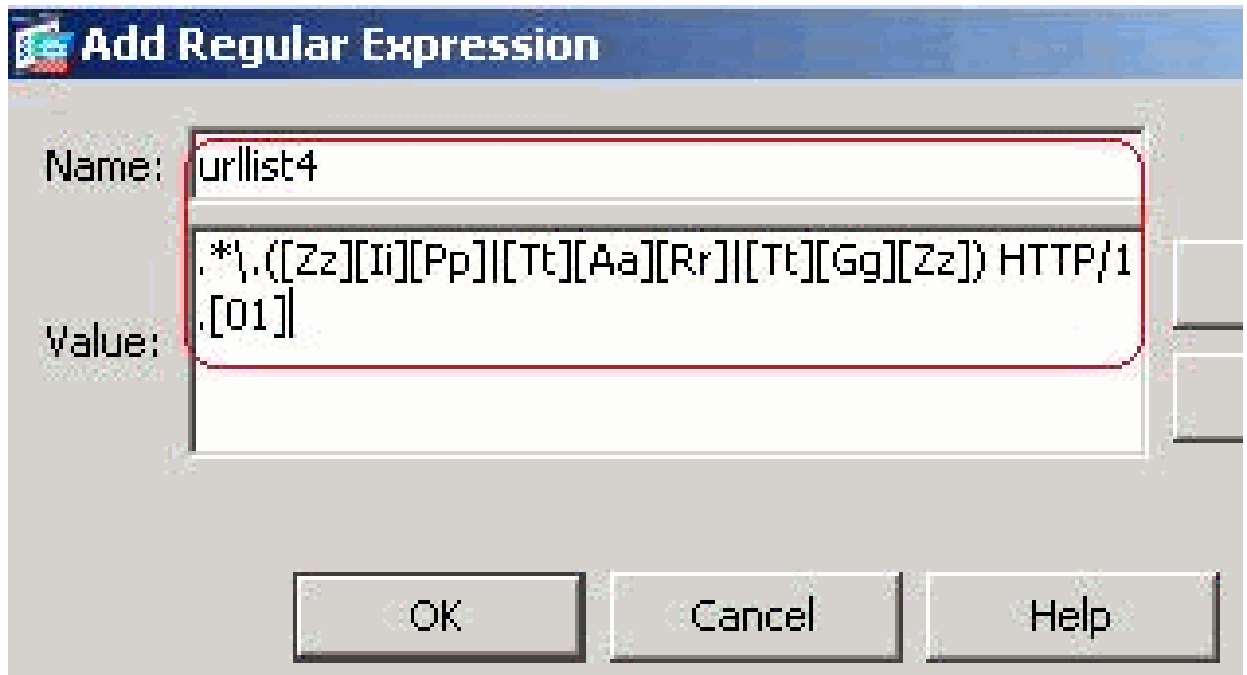 Add Regular Expression
Name: urllist4
Value: .*\.([Zz][Ii][Pp]|[Tt][Aa][Rr]|[Tt][Gg][Zz]) HTTP/1
.[01]
OK Cancel Help